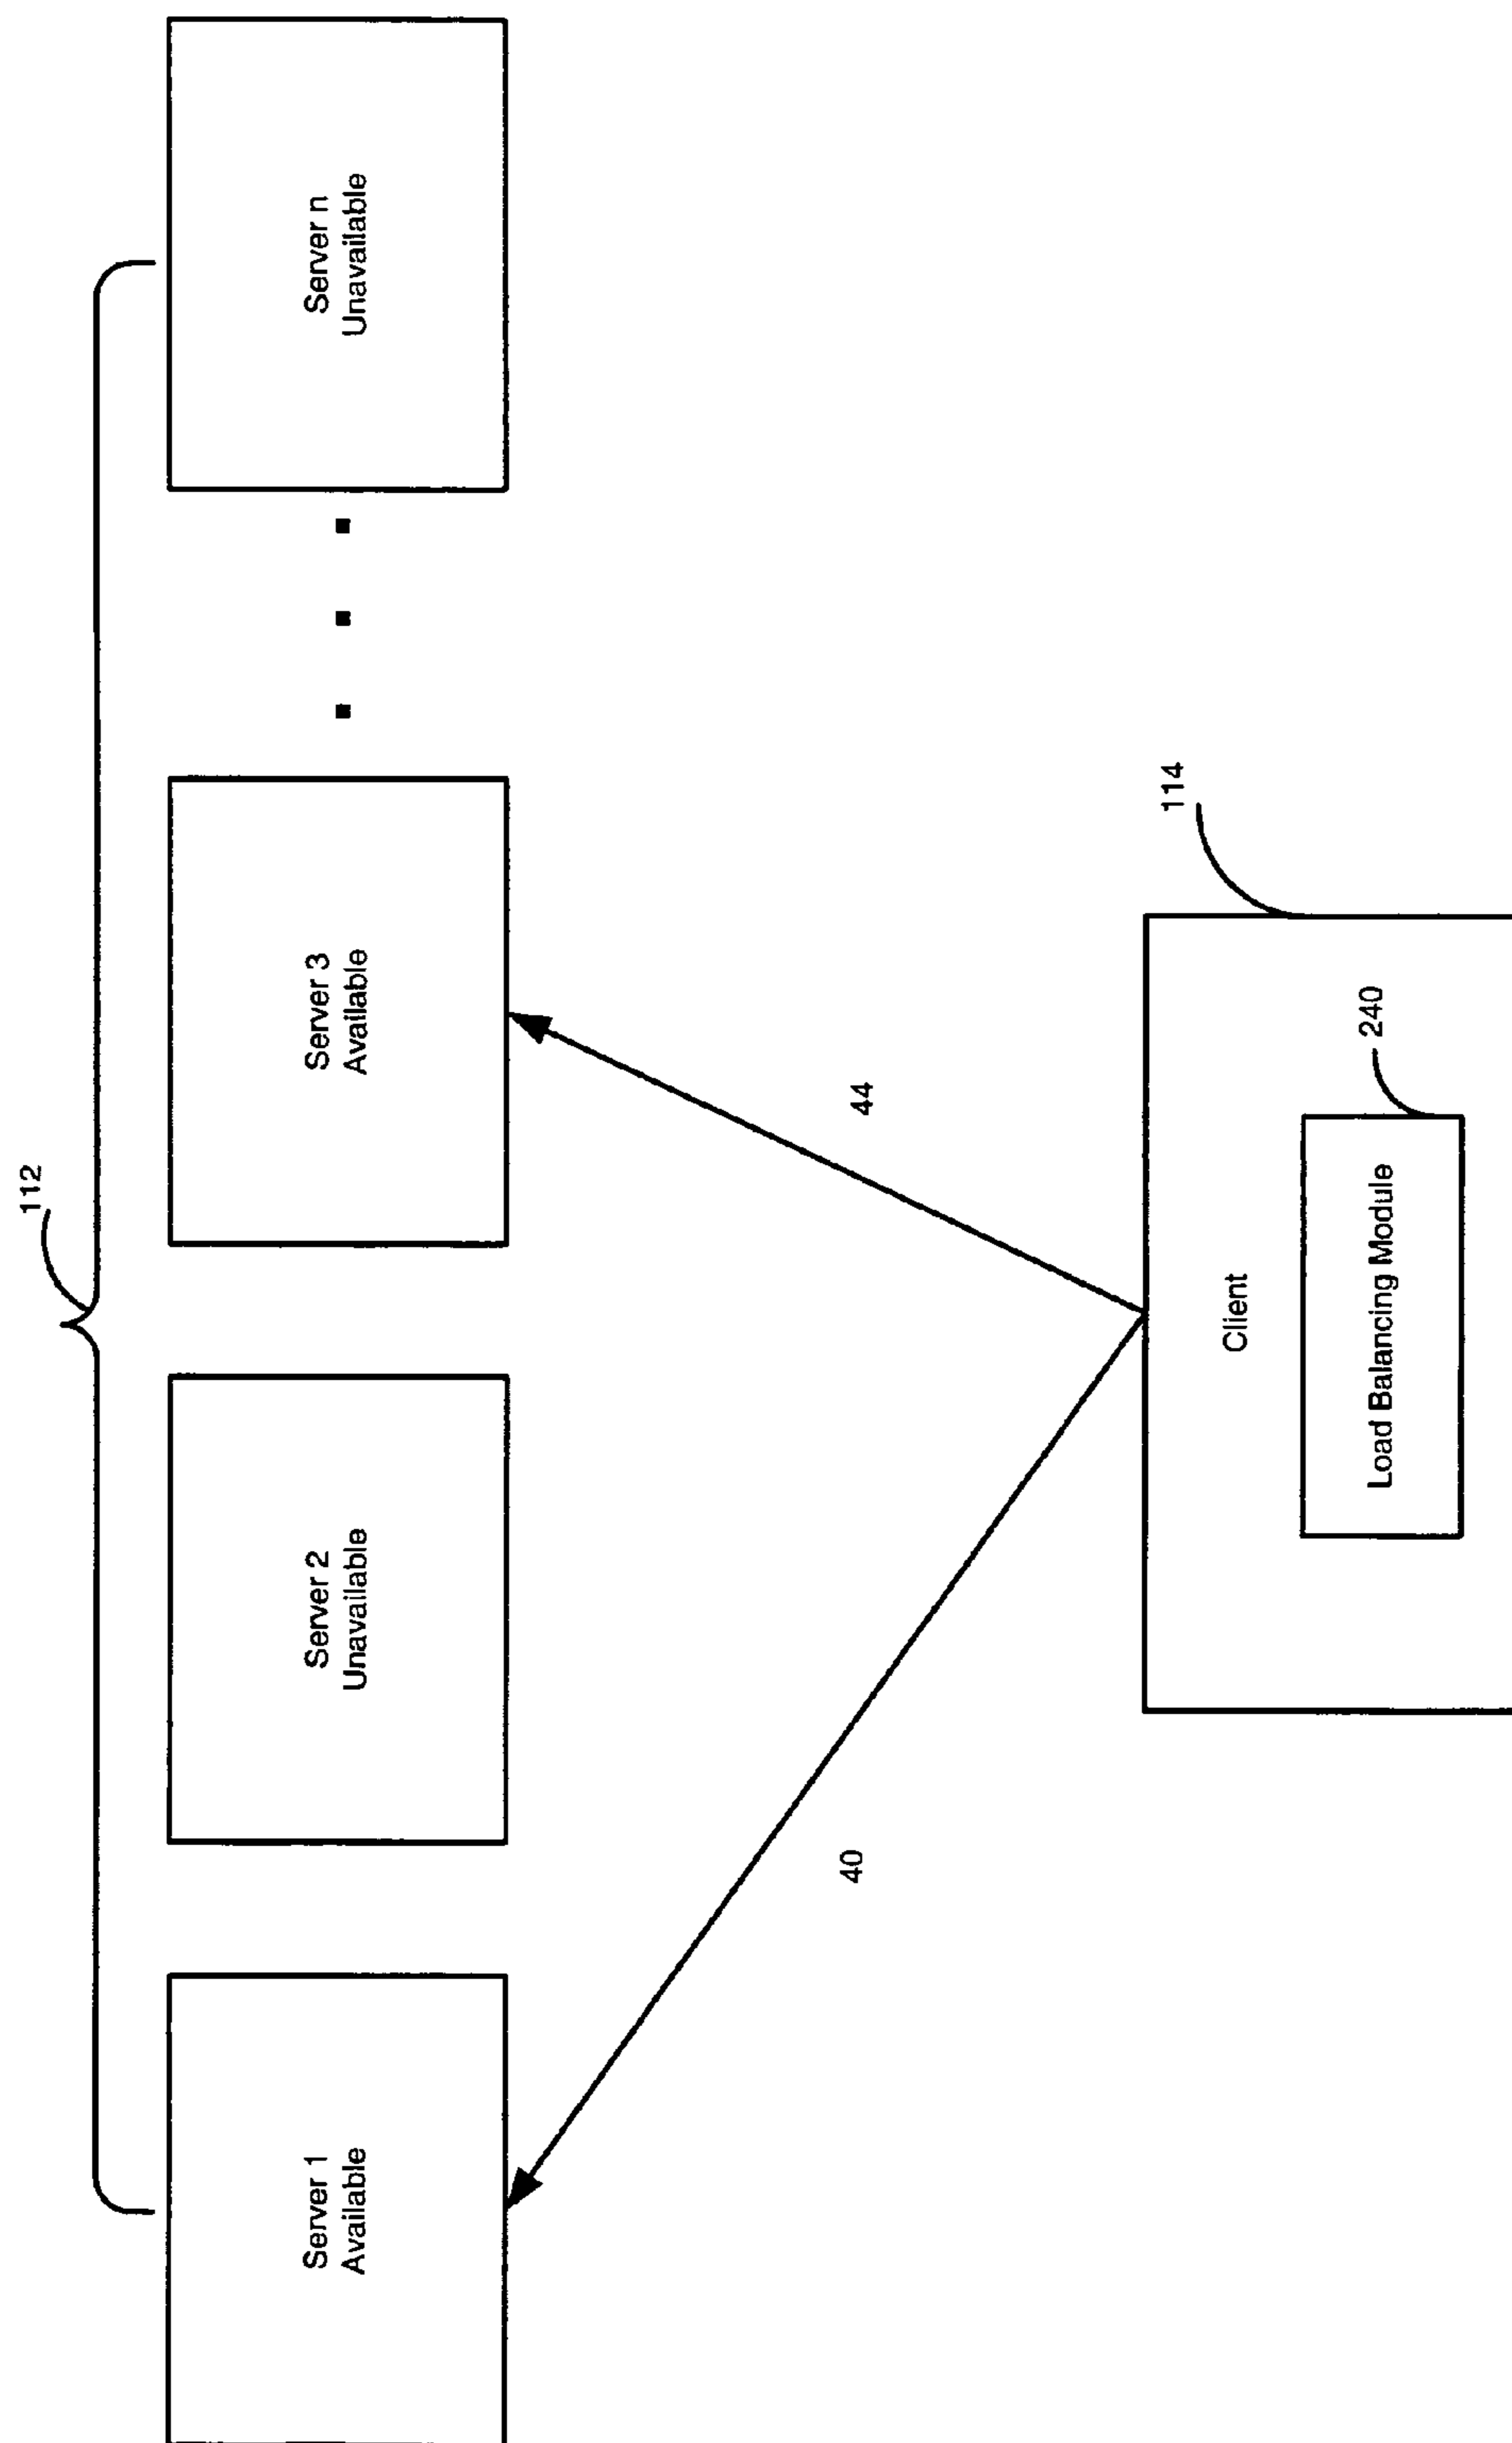 112
Server 1
Available
Server 2
Unavailable
Server 3
Available
Server n
Unavailable
40
44
114
Client
240
Load Balancing Module